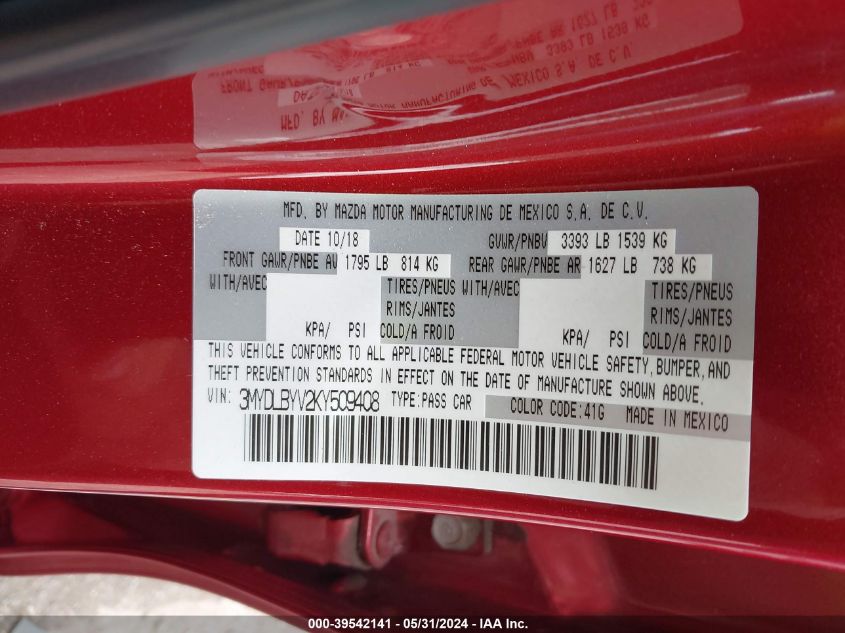 MFD. BY MAZDA MOTOR MANUFACTURING DE MEXICO S.A. DE C.V.
DATE 10/18 GVWR/PNBV 3393 LB 1539 KG
FRONT GAWR/PNBE AV 1795 LB 814 KG REAR GAWR/PNBE AR 1627 LB 738 KG
WITH/AVEC TIRES/PNEUS WITH/AVEC TIRES/PNEUS
RIMS/JANTES RIMS/JANTES
KPA/ PSI COLD/A FROID KPA/ PSI COLD/A FROID
THIS VEHICLE CONFORMS TO ALL APPLICABLE FEDERAL MOTOR VEHICLE SAFETY, BUMPER, AND
THEFT PREVENTION STANDARDS IN EFFECT ON THE DATE OF MANUFACTURE SHOWN ABOVE.
VIN: 3MYDLBYV2KY509408 TYPE:PASS CAR COLOR CODE:41G MADE IN MEXICO
000-39542141 - 05/31/2024 - IAA Inc.